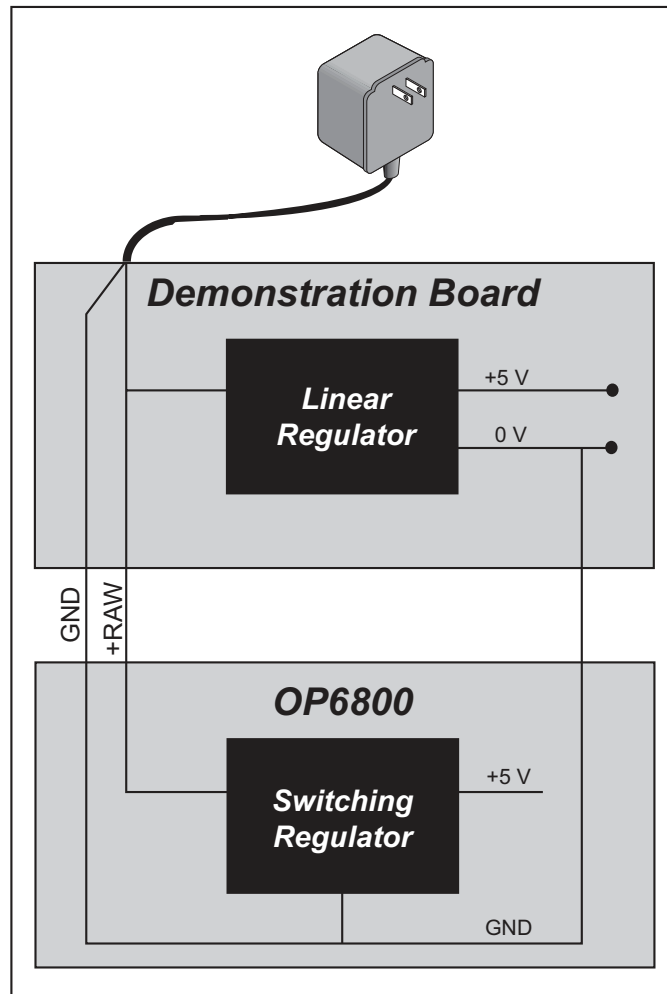 Demonstration Board
Linear
Regulator
+5 V
0 V
GND
+RAW
OP6800
Switching
Regulator
+5 V
GND